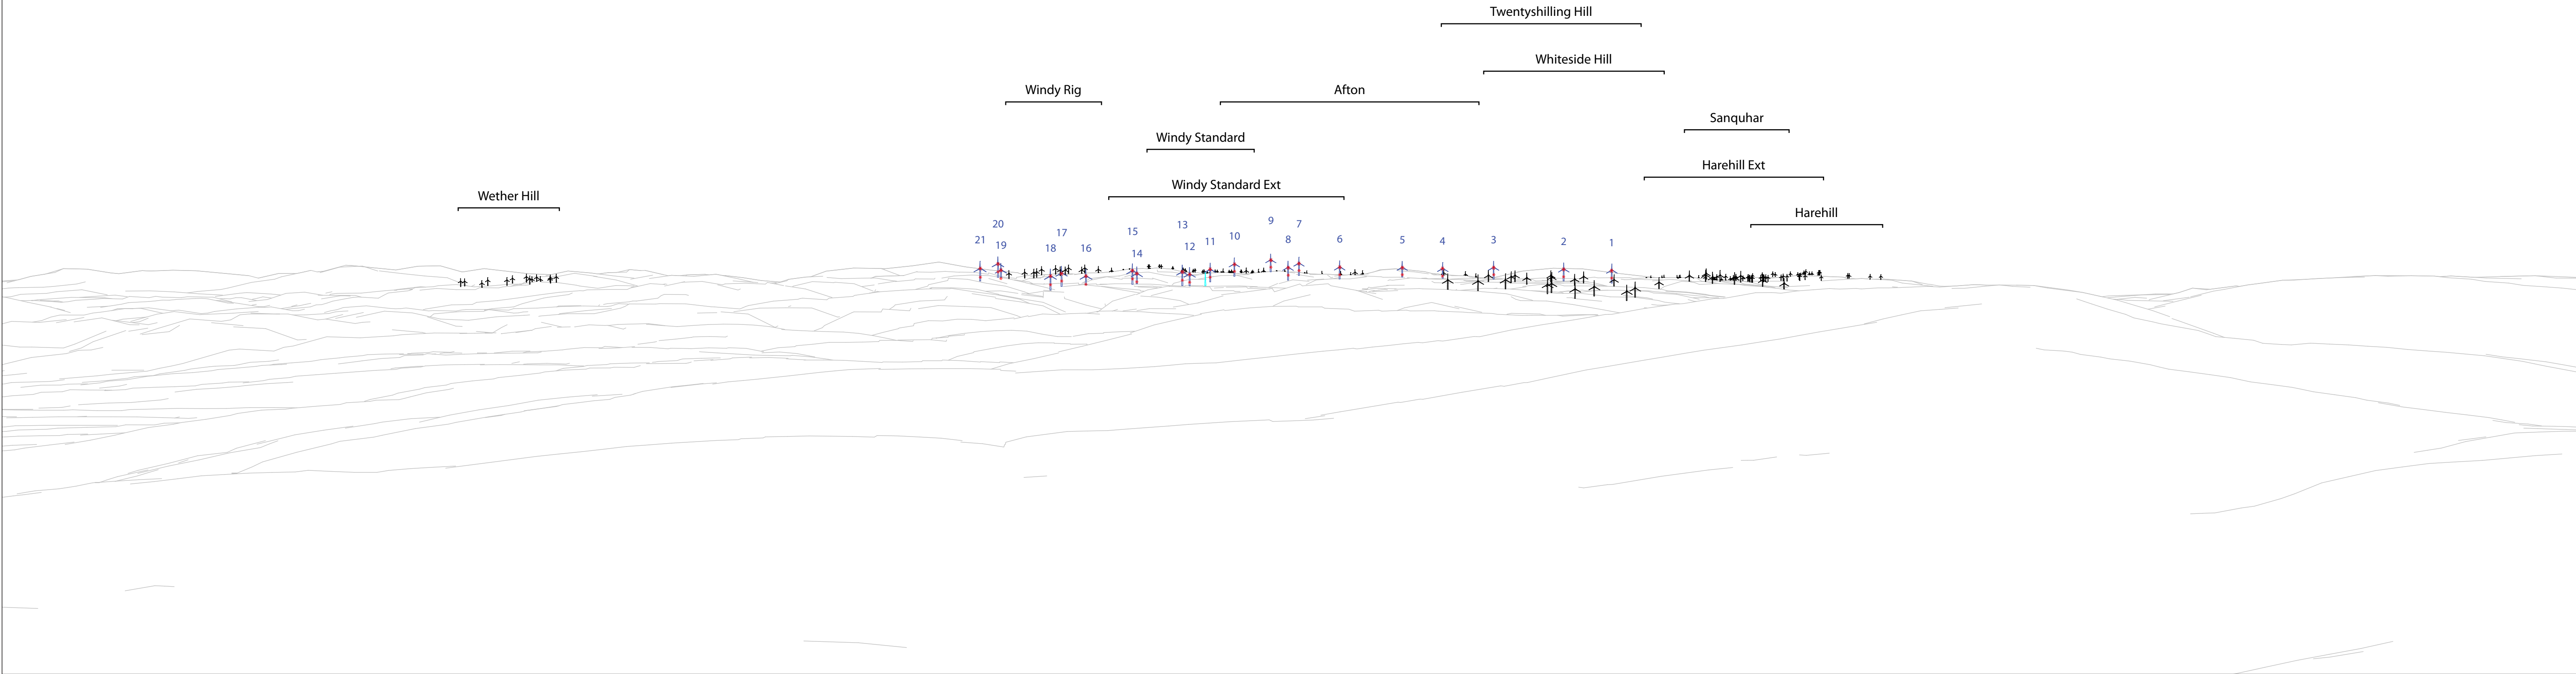 Twentyshilling Hill
Whiteside Hill
Windy Rig
Afton
Sanquhar
Windy Standard
Harehill Ext
Windy Standard Ext
Wether Hill
Harehill
21
20
19
18
17
16
15
14
13
12
11
10
9
8
7
6
5
4
3
2
1